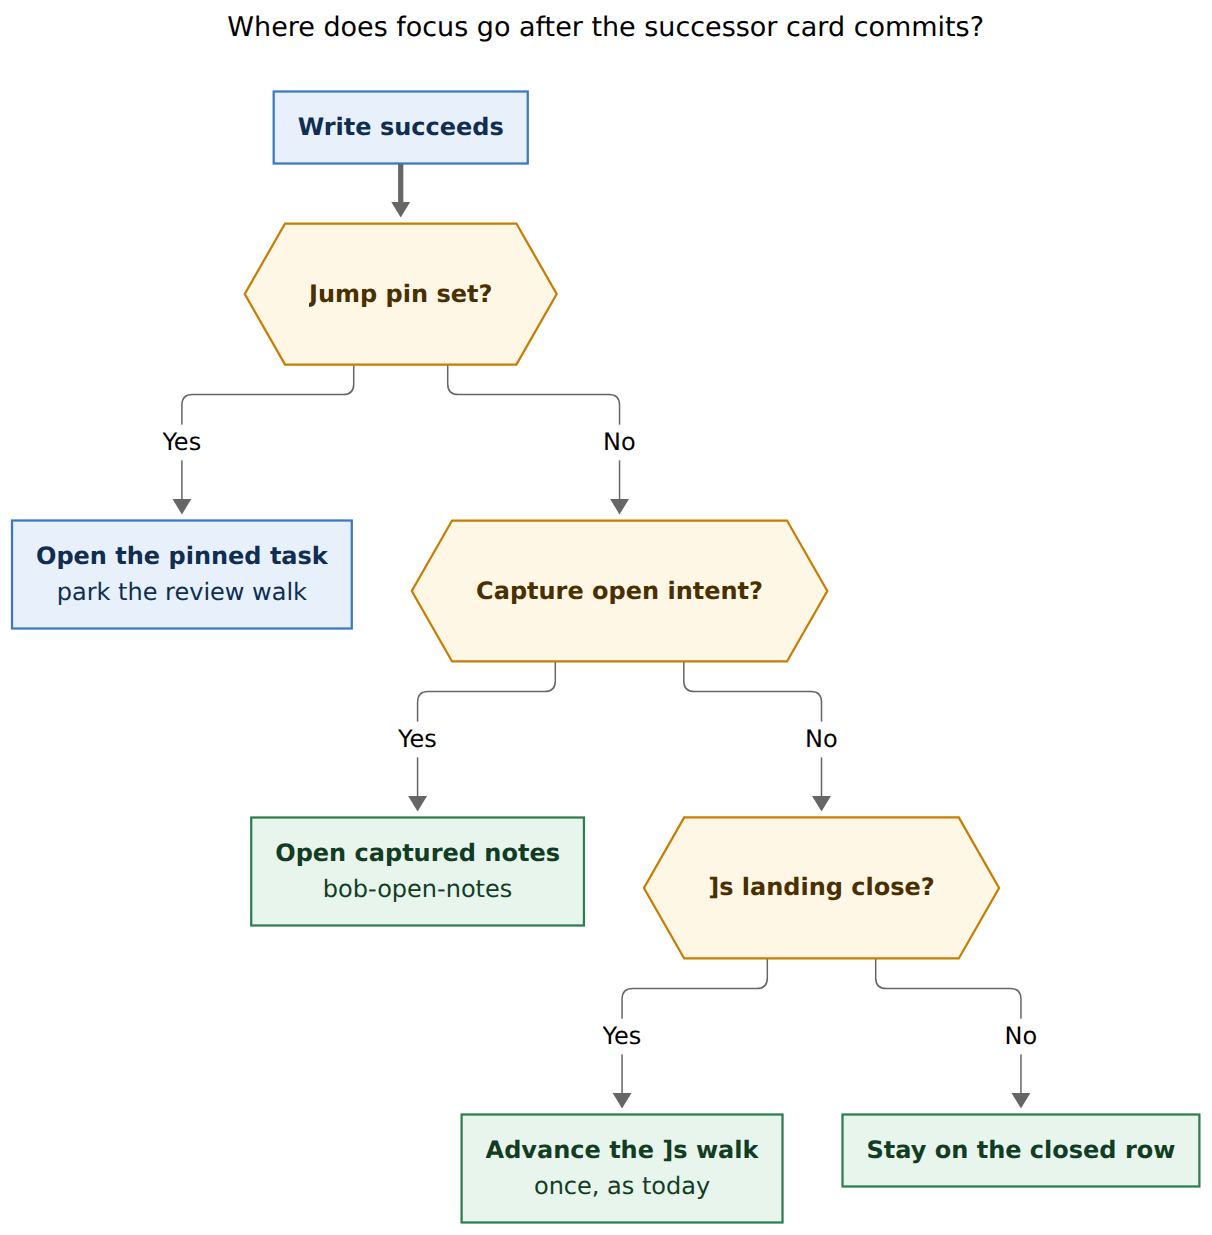 Where does focus go after the successor card commits?
Write succeeds
Jump pin set?
Yes
No
Open the pinned task
park the review walk
Capture open intent?
Yes
No
Open captured notes
bob-open-notes
]s landing close?
Yes
No
Advance the ]s walk
once, as today
Stay on the closed row